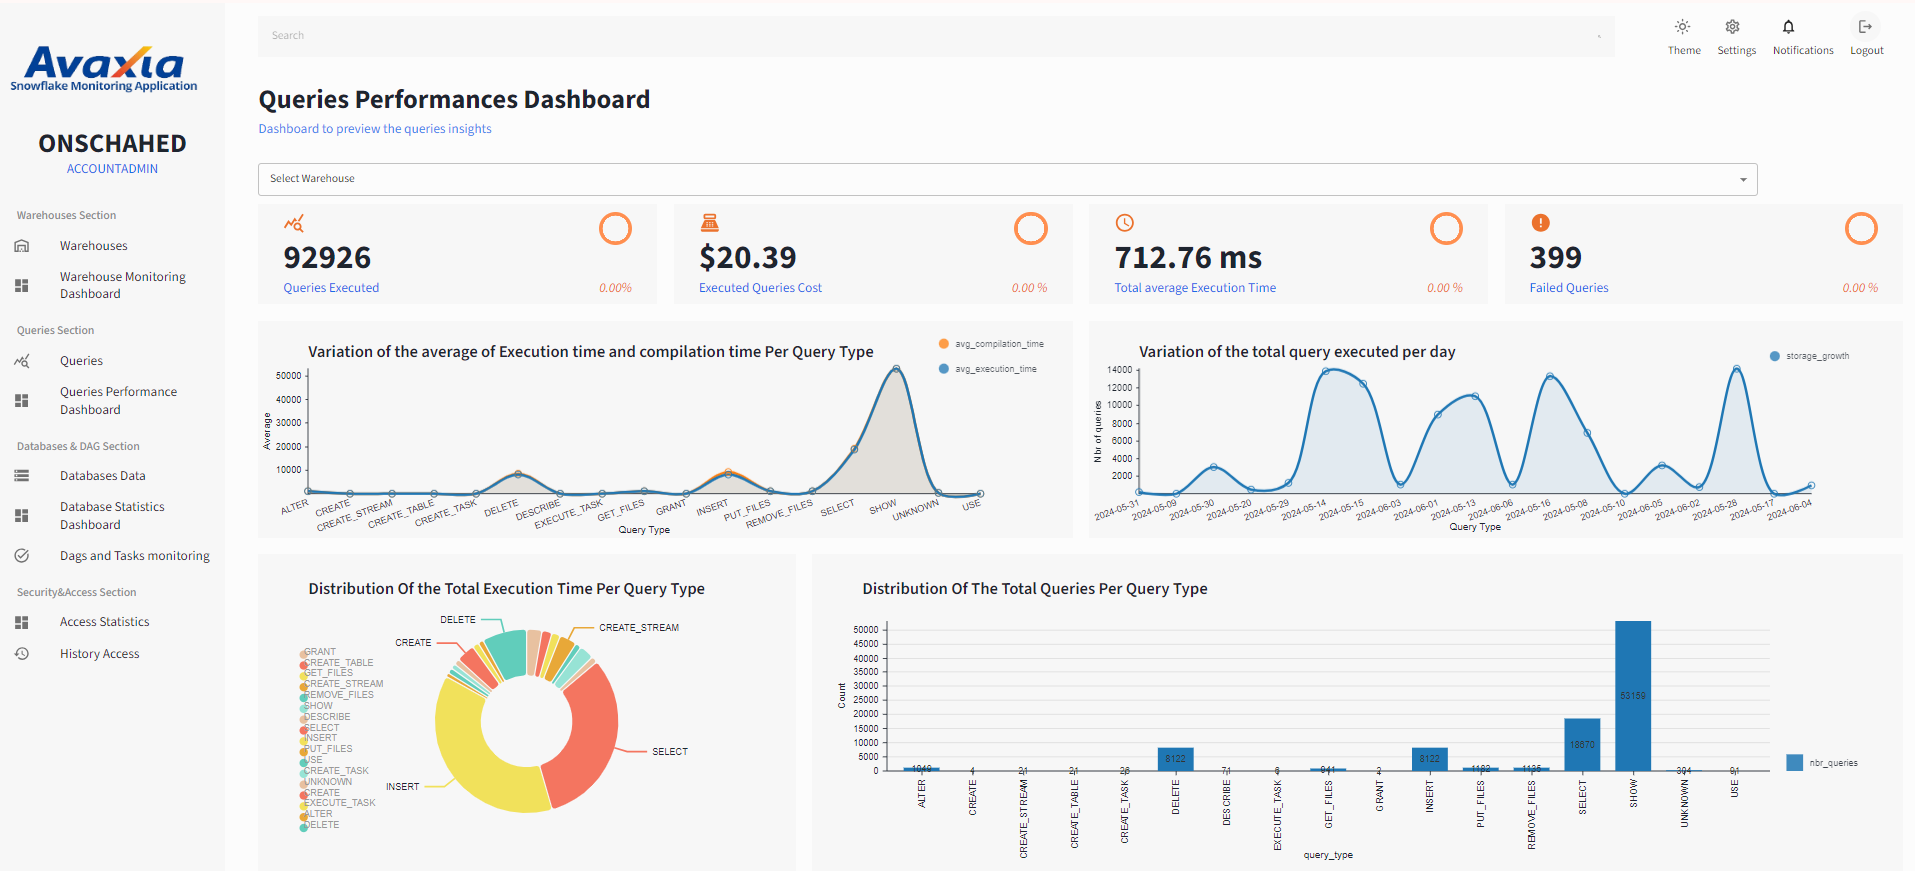 Avaxia
Snowflake Monitoring Application
ONSCHAHED
ACCOUNTADMIN
Warehouses Section
Warehouses
Warehouse Monitoring
Dashboard
Queries Section
Queries
Queries Performance
Dashboard
Databases & DAG Section
Databases Data
Database Statistics
Dashboard
Dags and Tasks monitoring
Security&Access Section
Access Statistics
History Access
Search
Theme
Settings
Notifications
Logout
Queries Performances Dashboard
Dashboard to preview the queries insights
Select Warehouse
92926
Queries Executed
0.00%
$20.39
Executed Queries Cost
0.00 %
712.76 ms
Total average Execution Time
0.00 %
399
Failed Queries
0.00 %
Variation of the average of Execution time and compilation time Per Query Type
avg_compilation_time
avg_execution_time
50000
40000
30000
20000
10000
Average
ALTER
CREATE
CREATE_STREAM
CREATE_TABLE
CREATE_TASK
DELETE
DESCRIBE
EXECUTE_TASK
GET_FILES
GRANT
INSERT
PUT_FILES
REMOVE_FILES
SELECT
SHOW
UNKNOWN
USE
Query Type
Variation of the total query executed per day
storage_growth
14000
12000
10000
8000
6000
4000
2000
Nbr of queries
2024-05-31
2024-05-09
2024-05-30
2024-05-20
2024-05-29
2024-05-14
2024-05-15
2024-06-03
2024-06-01
2024-05-13
2024-06-02
2024-05-16
2024-05-08
2024-05-10
2024-06-05
2024-06-02
2024-05-28
2024-05-17
2024-06-04
Query Type
Distribution Of the Total Execution Time Per Query Type
DELETE
CREATE
CREATE_STREAM
SELECT
INSERT
GRANT
CREATE_TABLE
GET_FILES
CREATE_STREAM
REMOVE_FILES
SHOW
DESCRIBE
SELECT
INSERT
PUT_FILES
USE
CREATE_TASK
UNKNOWN
CREATE
EXECUTE_TASK
ALTER
DELETE
Distribution Of The Total Queries Per Query Type
50000
45000
40000
35000
30000
25000
20000
15000
10000
5000
0
Count
1049
4
21
21
26
8122
71
6
941
2
8122
1182
1135
18670
53159
304
91
ALTER
CREATE
CREATE_STREAM
CREATE_TABLE
CREATE_TASK
DELETE
DESCRIBE
EXECUTE_TASK
GET_FILES
GRANT
INSERT
PUT_FILES
REMOVE_FILES
SELECT
SHOW
UNKNOWN
USE
query_type
nbr_queries